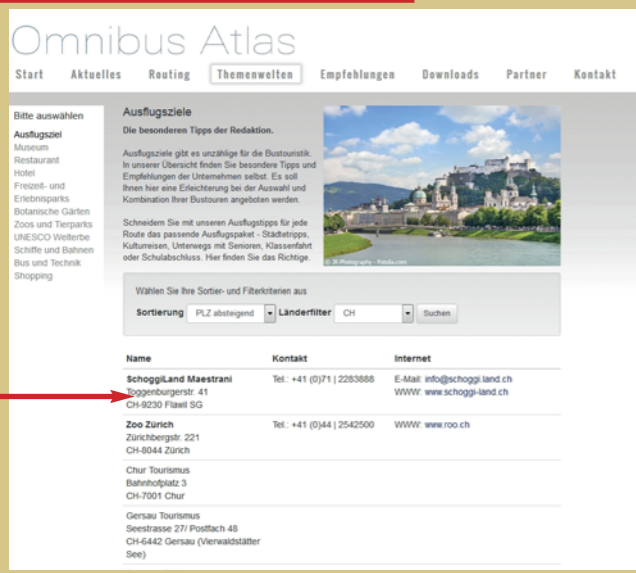 Omnibus Atlas
Start Aktuelles Routing Themenwelten Empfehlungen Downloads Partner Kontakt
Bitte auswählen
Ausflugsziel
Museum
Restaurant
Hotel
Freizeit- und
Erlebnisparks
Botanische Gärten
Zoos und Tierparks
UNESCO Welterbe
Schiffe und Bahnen
Bus und Technik
Shopping
Ausflugsziele
Die besonderen Tipps der Redaktion.
Ausflugsziele gibt es unzählige für die Bustouristik.
In unserer Übersicht finden Sie besondere Tipps und
Empfehlungen der Unternehmen selbst. Es soll
Ihnen hier eine Erleichterung bei der Auswahl und
Kombination Ihrer Bustouren angeboten werden.
Schneidern Sie mit unseren Ausflugstipps für jede
Route das passende Ausflugspaket - Städtetripps,
Kulturreisen, Unterwegs mit Senioren, Klassenfahrt
oder Schulabschluss. Hier finden Sie das Richtige.
© JK Photography - Fotolia.com
Wählen Sie Ihre Sortier- und Filterkriterien aus
Sortierung PLZ absteigend Länderfilter CH Suchen
Name Kontakt Internet
SchoggiLand Maestrani Tel.: +41 (0)71 | 2283888 E-Mail: info@schoggi.land.ch
Toggenburgerstr. 41 WWW: www.schoggi-land.ch
CH-9230 Flawil SG
Zoo Zürich Tel.: +41 (0)44 | 2542500 WWW: www.roo.ch
Zürichbergstr. 221
CH-8044 Zürich
Chur Tourismus
Bahnhofplatz 3
CH-7001 Chur
Gersau Tourismus
Seestrasse 27/ Postfach 48
CH-6442 Gersau (Vierwaldstätter
See)